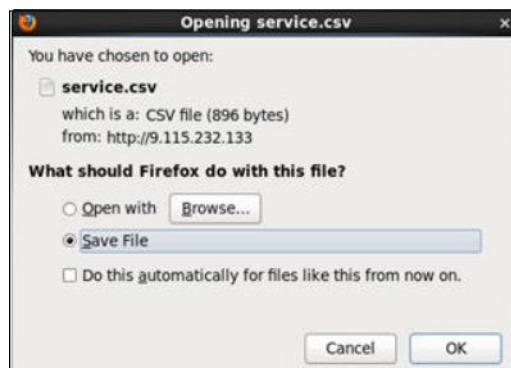 Opening service.csv
You have chosen to open:
service.csv
which is a: CSV file (896 bytes)
from: http://9.115.232.133
What should Firefox do with this file?
Open with Browse...
Save File
Do this automatically for files like this from now on.
Cancel OK